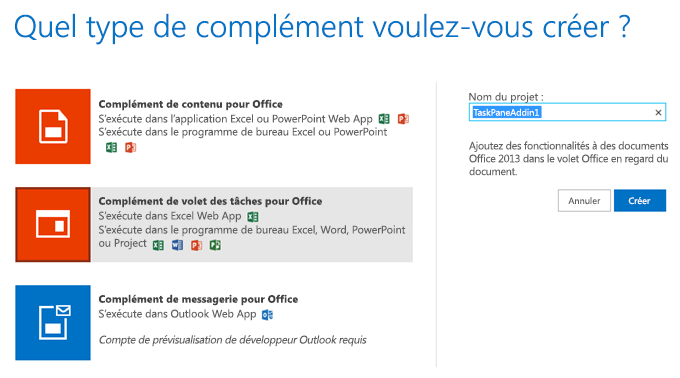 Quel type de complément voulez-vous créer ?
Complément de contenu pour Office
S'exécute dans l'application Excel ou PowerPoint Web App
S'exécute dans le programme de bureau Excel ou PowerPoint
Complément de volet des tâches pour Office
S'exécute dans Excel Web App
S'exécute dans le programme de bureau Excel, Word, PowerPoint
ou Project
Complément de messagerie pour Office
S'exécute dans Outlook Web App
Compte de prévisualisation de développeur Outlook requis
Nom du projet :
TaskPaneAddin1
Ajoutez des fonctionnalités à des documents
Office 2013 dans le volet Office en regard du
document.
Annuler
Créer